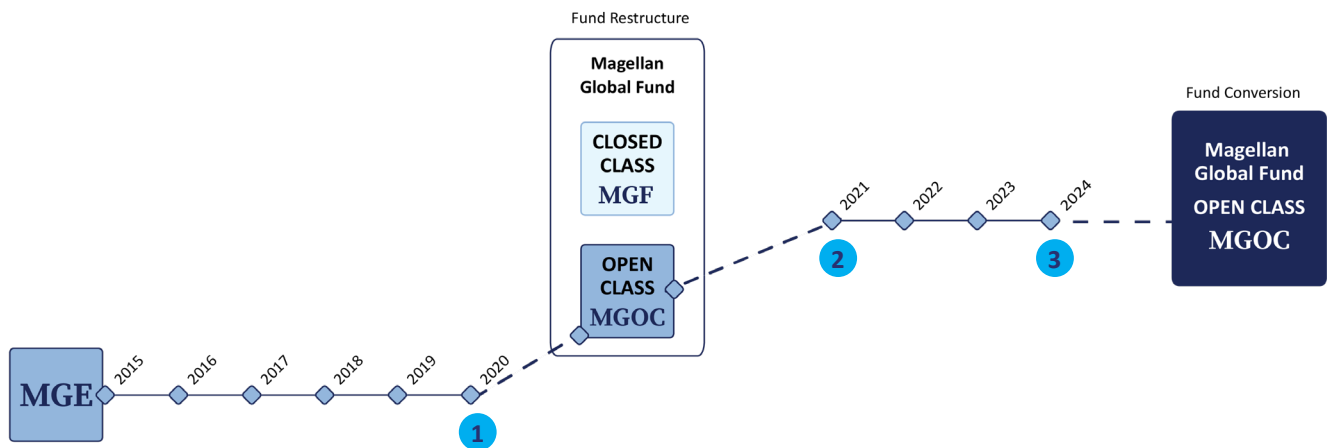 Fund Restructure
Magellan
Global Fund
CLOSED
CLASS
MGF
OPEN
CLASS
MGOC
MGE
2015
2016
2017
2018
2019
2020
1
2021
2022
2023
2024
2
3
Fund Conversion
Magellan
Global Fund
OPEN CLASS
MGOC